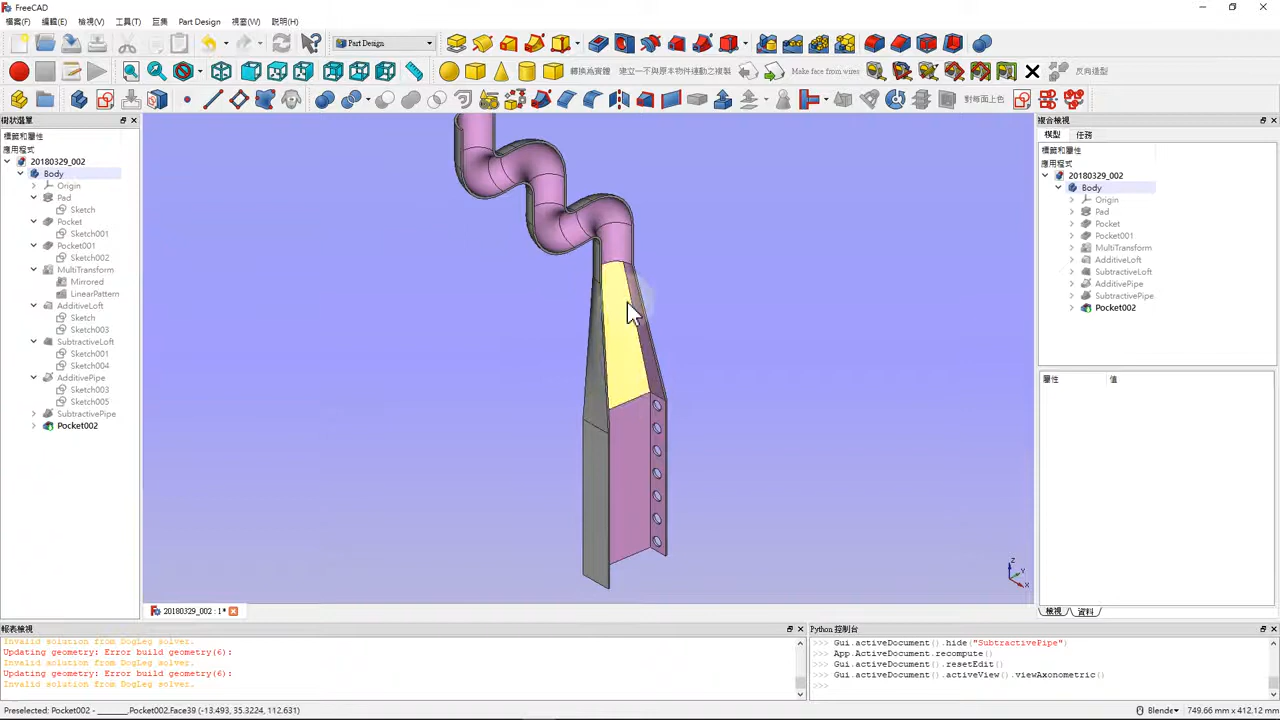 FreeCAD
檔案(F) 編輯(E) 檢視(V) 工具(T) 巨集 Part Design 視窗(W) 說明(H)
Part Design
轉換為實體 建立一不與原本物件連動之複製 Make face from wires 反向造型
對每面上色
樹狀選單
標籤和屬性
應用程式
20180329_002
Body
Origin
Pad
Sketch
Pocket
Sketch001
Pocket001
Sketch002
MultiTransform
Mirrored
LinearPattern
AdditiveLoft
Sketch
Sketch003
SubtractiveLoft
Sketch001
Sketch004
AdditivePipe
Sketch003
Sketch005
SubtractivePipe
Pocket002
Z
Y
X
20180329_002 : 1*
複合檢視
模型 任務
標籤和屬性
應用程式
20180329_002
Body
Origin
Pad
Pocket
Pocket001
MultiTransform
AdditiveLoft
SubtractiveLoft
AdditivePipe
SubtractivePipe
Pocket002
屬性 值
檢視 資料
報表檢視
Invalid solution from DogLeg solver.
Updating geometry: Error build geometry(6):
Invalid solution from DogLeg solver.
Updating geometry: Error build geometry(6):
Invalid solution from DogLeg solver.
Python 控制台
>>> Gui.activeDocument().hide("SubtractivePipe")
>>> App.ActiveDocument.recompute()
>>> Gui.activeDocument().resetEdit()
>>> Gui.activeDocument().activeView().viewAxonometric()
>>>
Preselected: Pocket002 - _______.Pocket002.Face39 (-13.493, 35.3224, 112.631)
Blende 749.66 mm x 412.12 mm